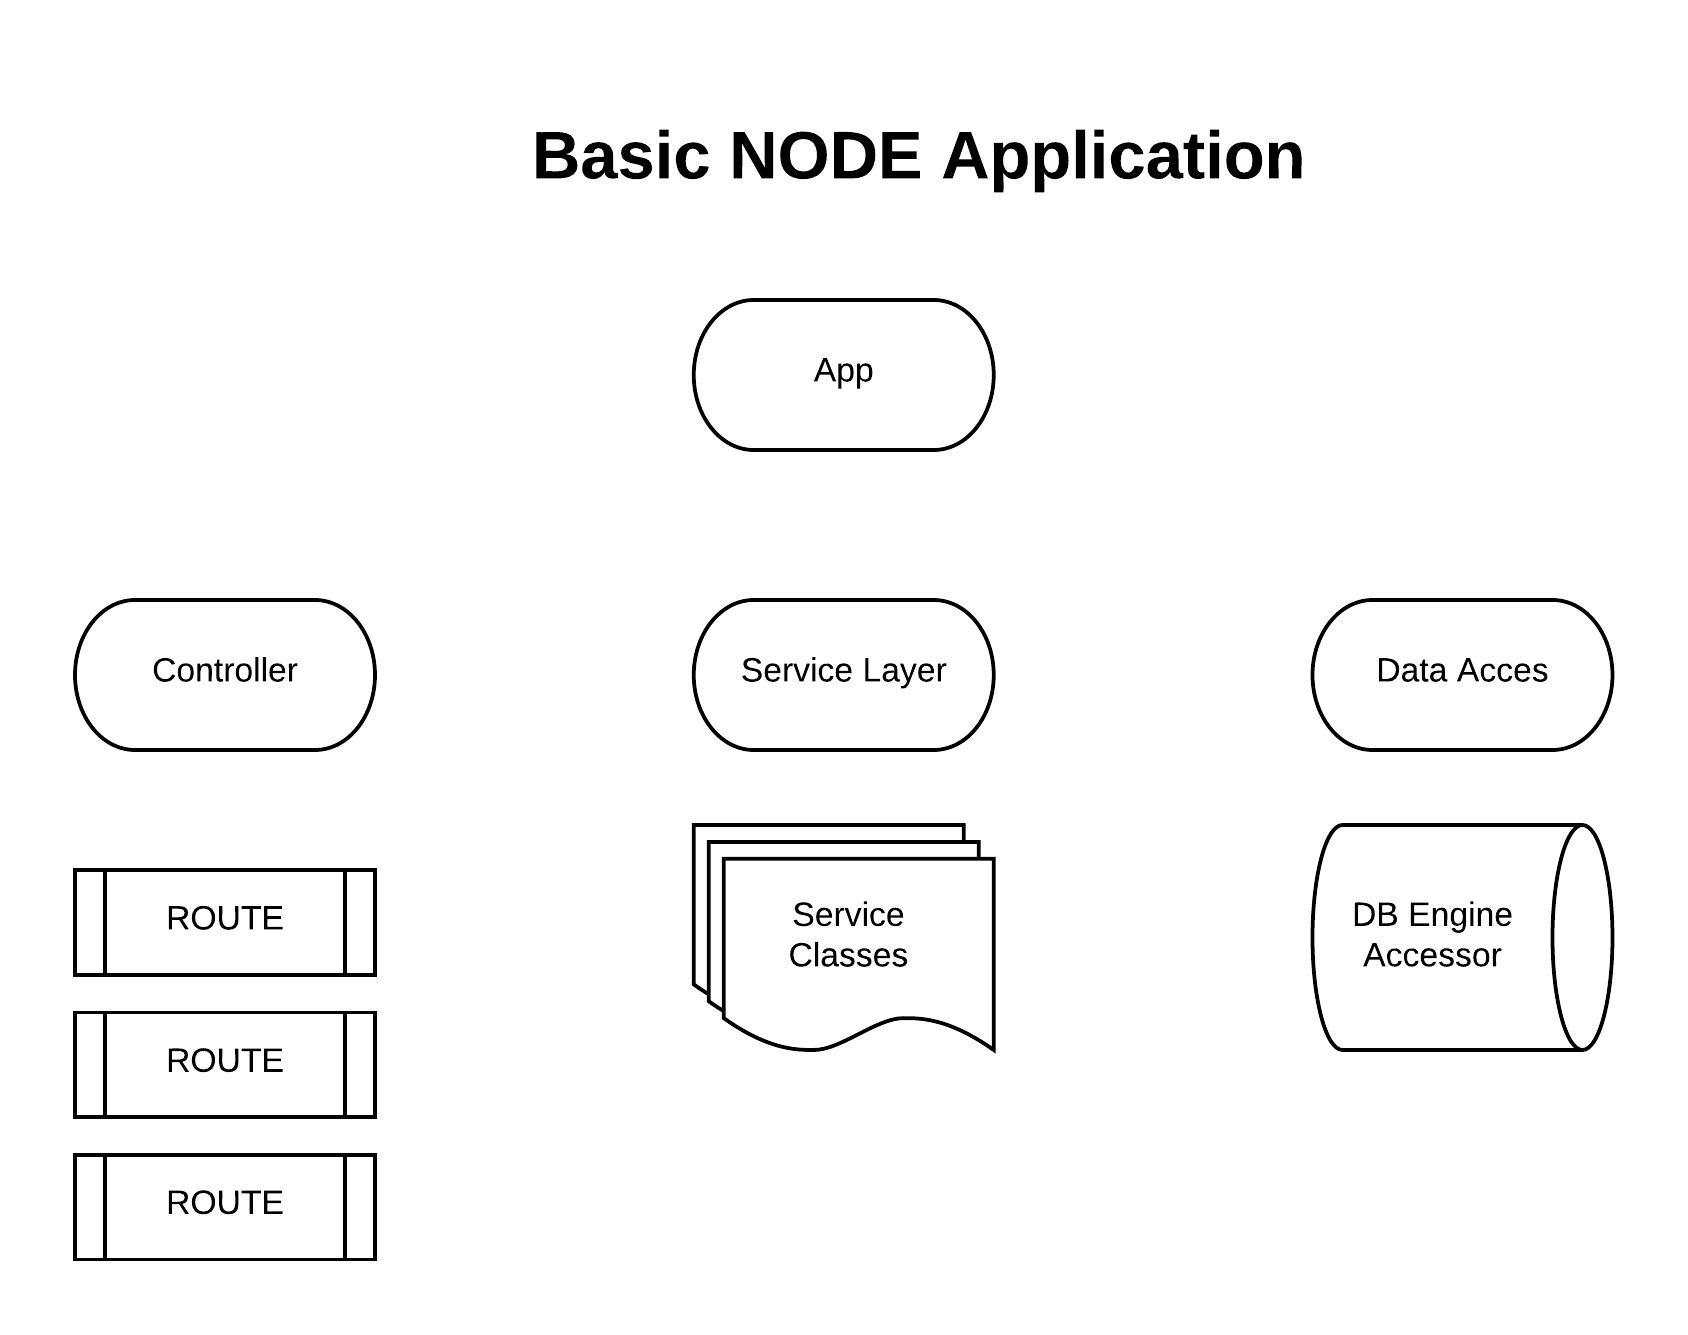 Basic NODE Application
App
Controller
Service Layer
Data Acces
ROUTE
ROUTE
ROUTE
Service
Classes
DB Engine
Accessor